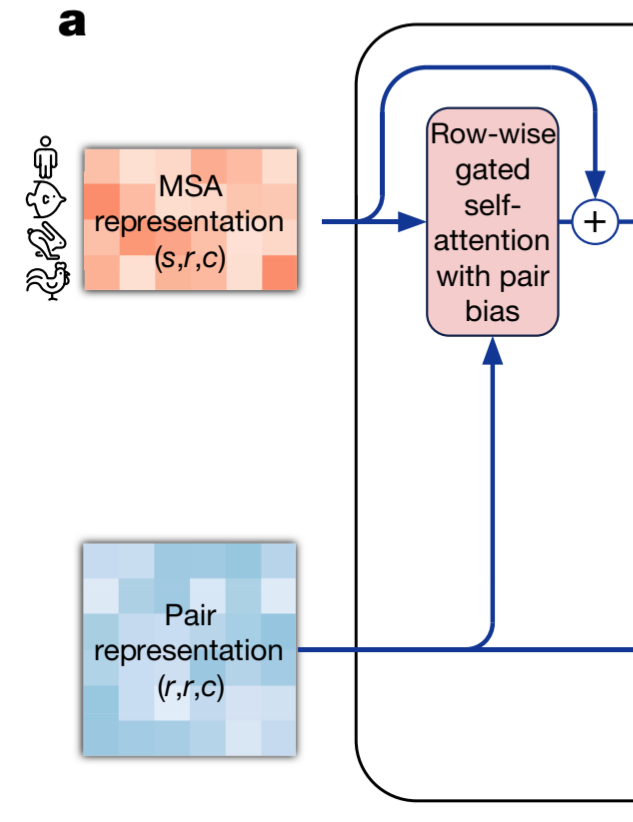 a
MSA
representation
(s,r,c)
Row-wise
gated
self-
attention
with pair
bias
+
Pair
representation
(r,r,c)